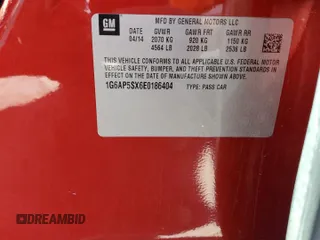 GM
MFD BY GENERAL MOTORS LLC
DATE GVWR GAWR FRT GAWR RR
04/14 2070 KG 920 KG 1150 KG
4564 LB 2028 LB 2536 LB
THIS VEHICLE CONFORMS TO ALL APPLICABLE U.S. FEDERAL MOTOR
VEHICLE SAFETY, BUMPER, AND THEFT PREVENTION STANDARDS IN
EFFECT ON THE DATE OF MANUFACTURE SHOWN ABOVE.
1G6AP5SX6E0186404 TYPE: PASS CAR
DREAMBID